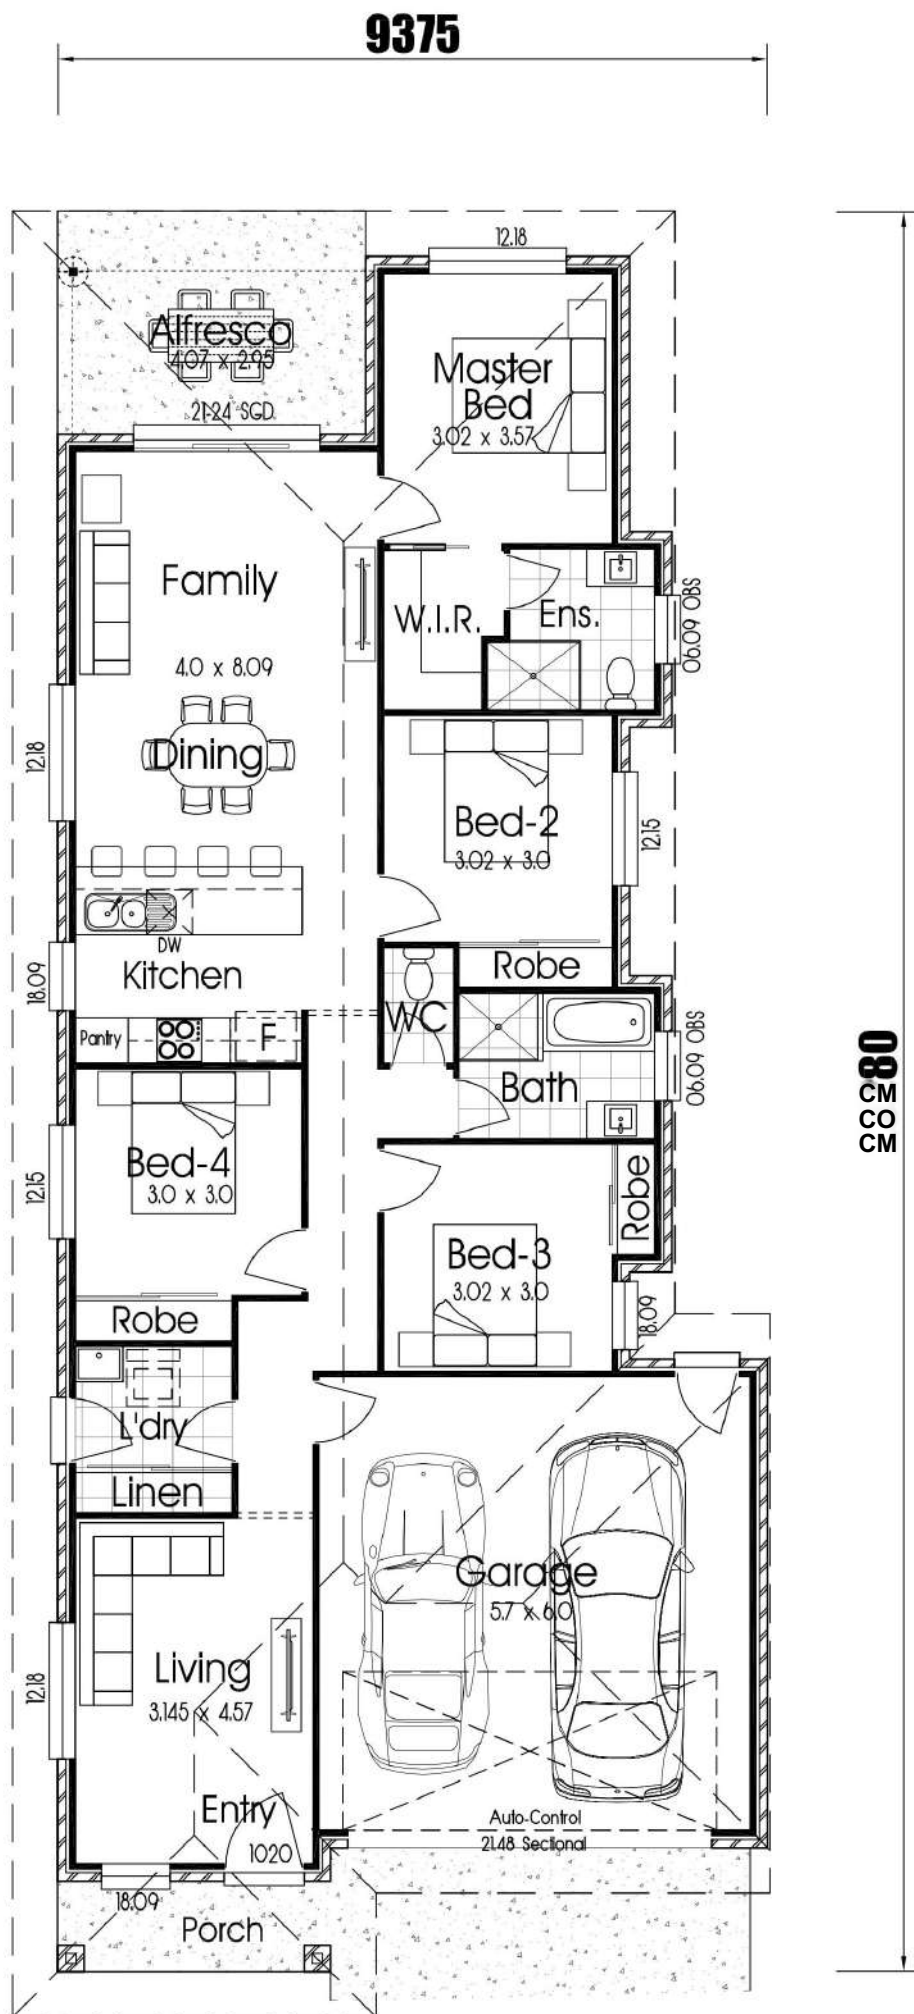 9375
12.18
Alfresco
4.07 x 2.95
21-24 SGD
Master
Bed
3.02 x 3.57
Family
4.0 x 8.09
W.I.R.
Ens.
06.09 OBS
12.18
Dining
Bed-2
3.02 x 3.0
12.15
DW
Kitchen
18.09
Robe
Pantry
F
WC
Bath
06.09 OBS
80
CM
CO
CM
Bed-4
3.0 x 3.0
12.15
Robe
Bed-3
3.02 x 3.0
Robe
18.09
L'dry
Linen
Garage
5.7 x 6.0
Living
3.145 x 4.57
12.18
Entry
1020
Auto-Control
21.48 Sectional
18.09
Porch